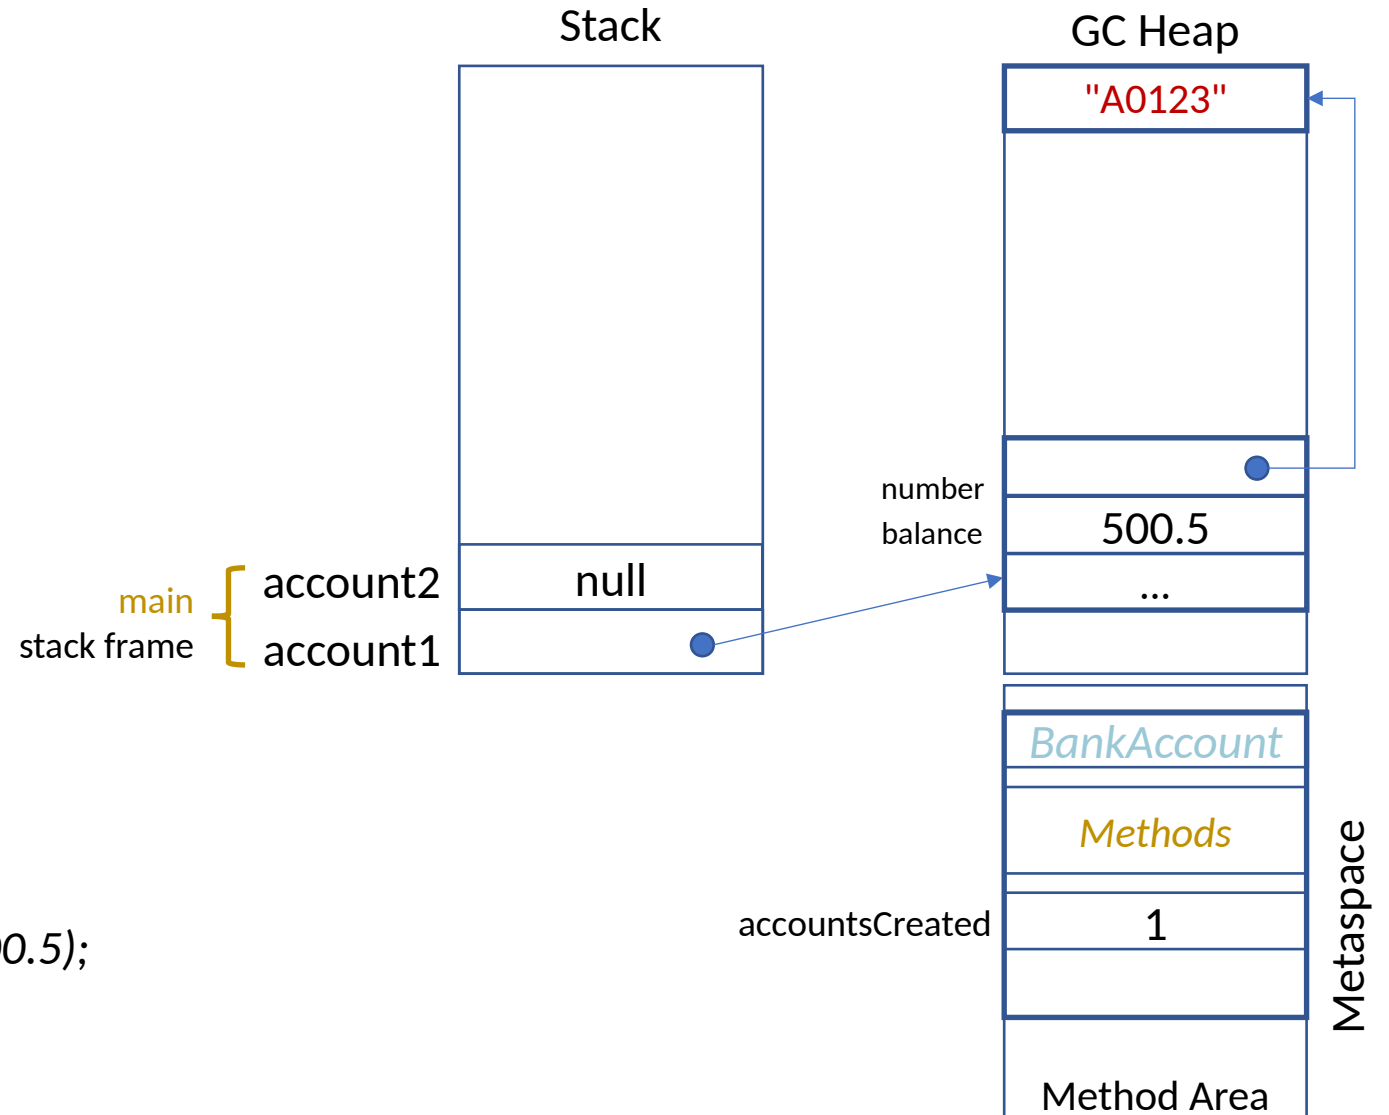 Stack
GC Heap
"A0123"
number
balance
500.5
...
account2
null
main
stack frame
account1
BankAccount
Methods
accountsCreated
1
Metaspace
0.5);
Method Area